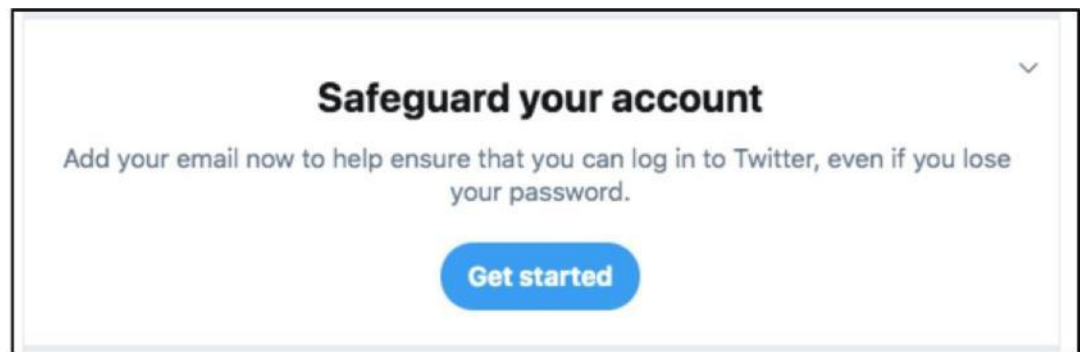 Safeguard your account
Add your email now to help ensure that you can log in to Twitter, even if you lose
your password.
Get started